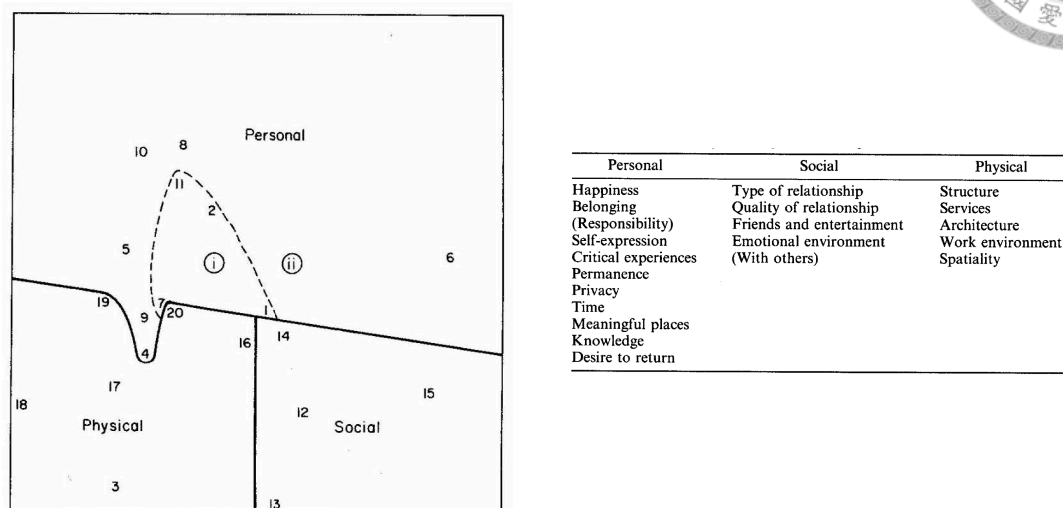 國 愛
Personal
10
8
11
2
5
i
ii
6
19
7
9
20
1
14
16
4
17
18
15
12
Physical
Social
3
13
Personal Social Physical
Happiness Type of relationship Structure
Belonging Quality of relationship Services
(Responsibility) Friends and entertainment Architecture
Self-expression Emotional environment Work environment
Critical experiences (With others) Spatiality
Permanence
Privacy
Time
Meaningful places
Knowledge
Desire to return